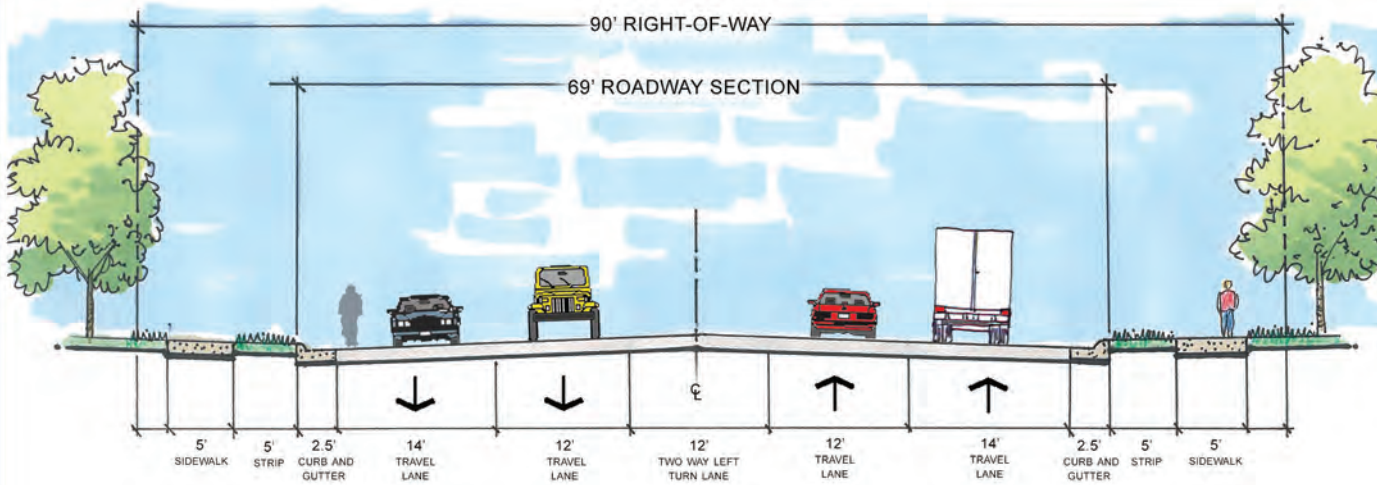 90' RIGHT-OF-WAY
69' ROADWAY SECTION
℄
5' 5' 2.5' 14' 12' 12' 12' 14' 2.5' 5' 5'
SIDEWALK STRIP CURB AND TRAVEL TRAVEL TWO WAY LEFT TRAVEL TRAVEL CURB AND STRIP SIDEWALK
GUTTER LANE LANE TURN LANE LANE LANE GUTTER